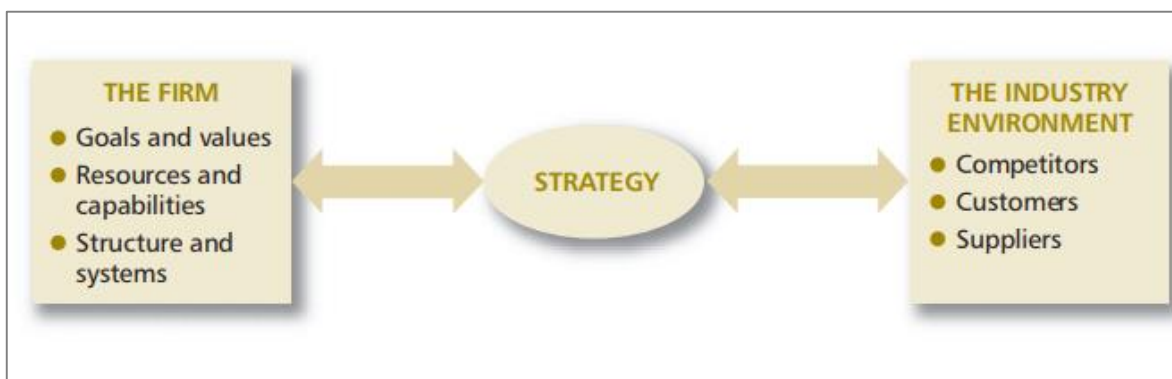 THE FIRM
● Goals and values
● Resources and
capabilities
● Structure and
systems
STRATEGY
THE INDUSTRY
ENVIRONMENT
● Competitors
● Customers
● Suppliers